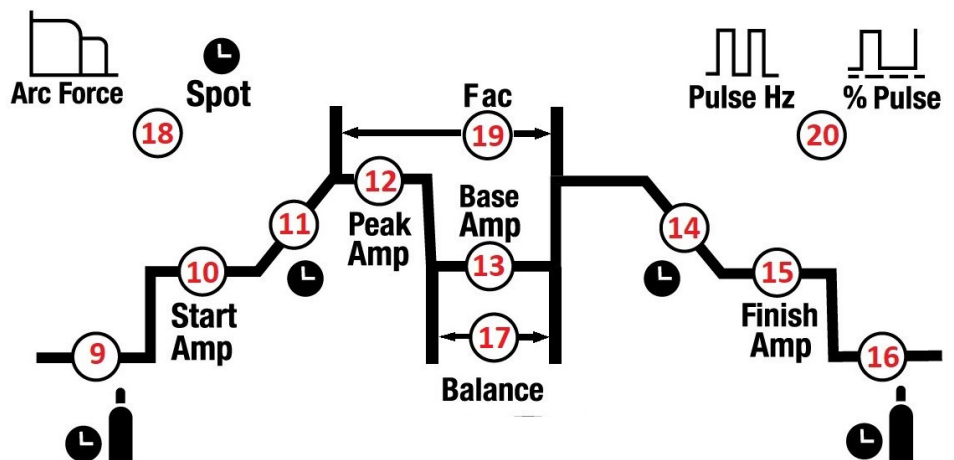 Arc Force
Spot
18
Fac
19
Pulse Hz
% Pulse
20
12
Peak
Amp
11
Base
Amp
13
14
10
Start
Amp
15
Finish
Amp
17
Balance
9
16